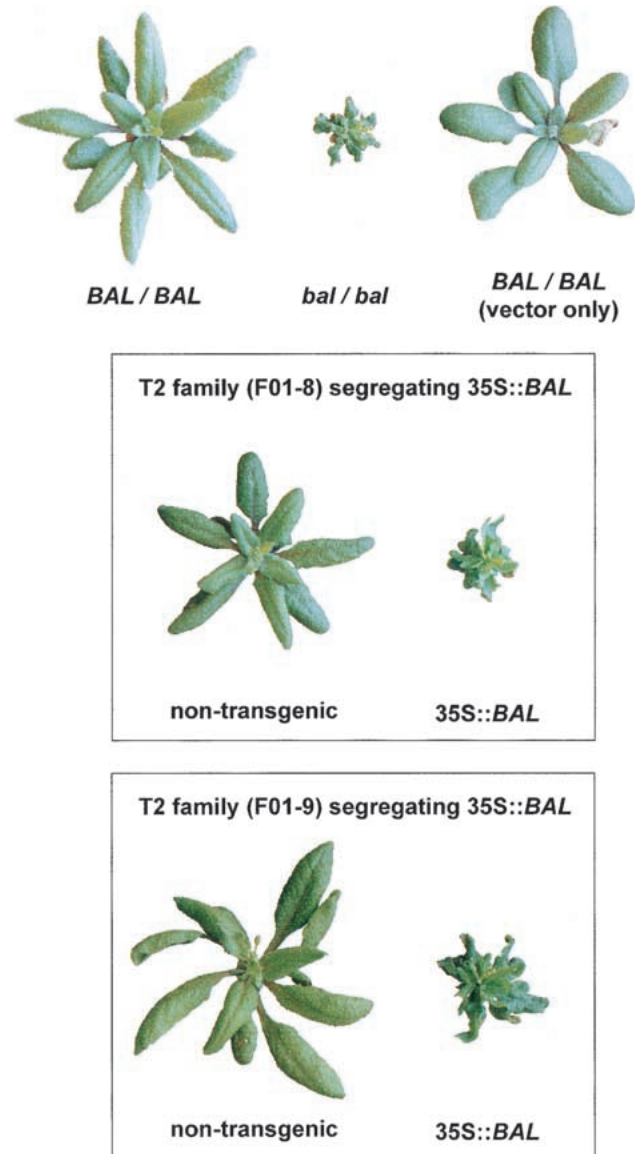 BAL / BAL
bal / bal
BAL / BAL
(vector only)
T2 family (F01-8) segregating 35S::BAL
non-transgenic
35S::BAL
T2 family (F01-9) segregating 35S::BAL
non-transgenic
35S::BAL